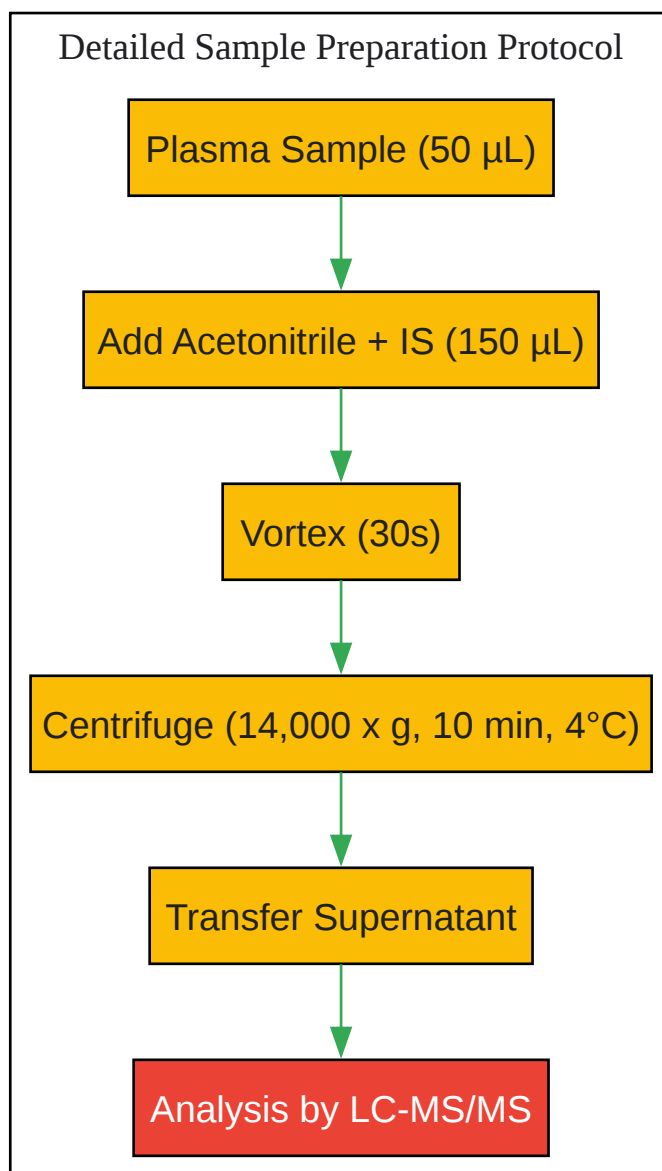 Detailed Sample Preparation Protocol
Plasma Sample (50 µL)
Add Acetonitrile + IS (150 µL)
Vortex (30s)
Centrifuge (14,000 x g, 10 min, 4°C)
Transfer Supernatant
Analysis by LC-MS/MS